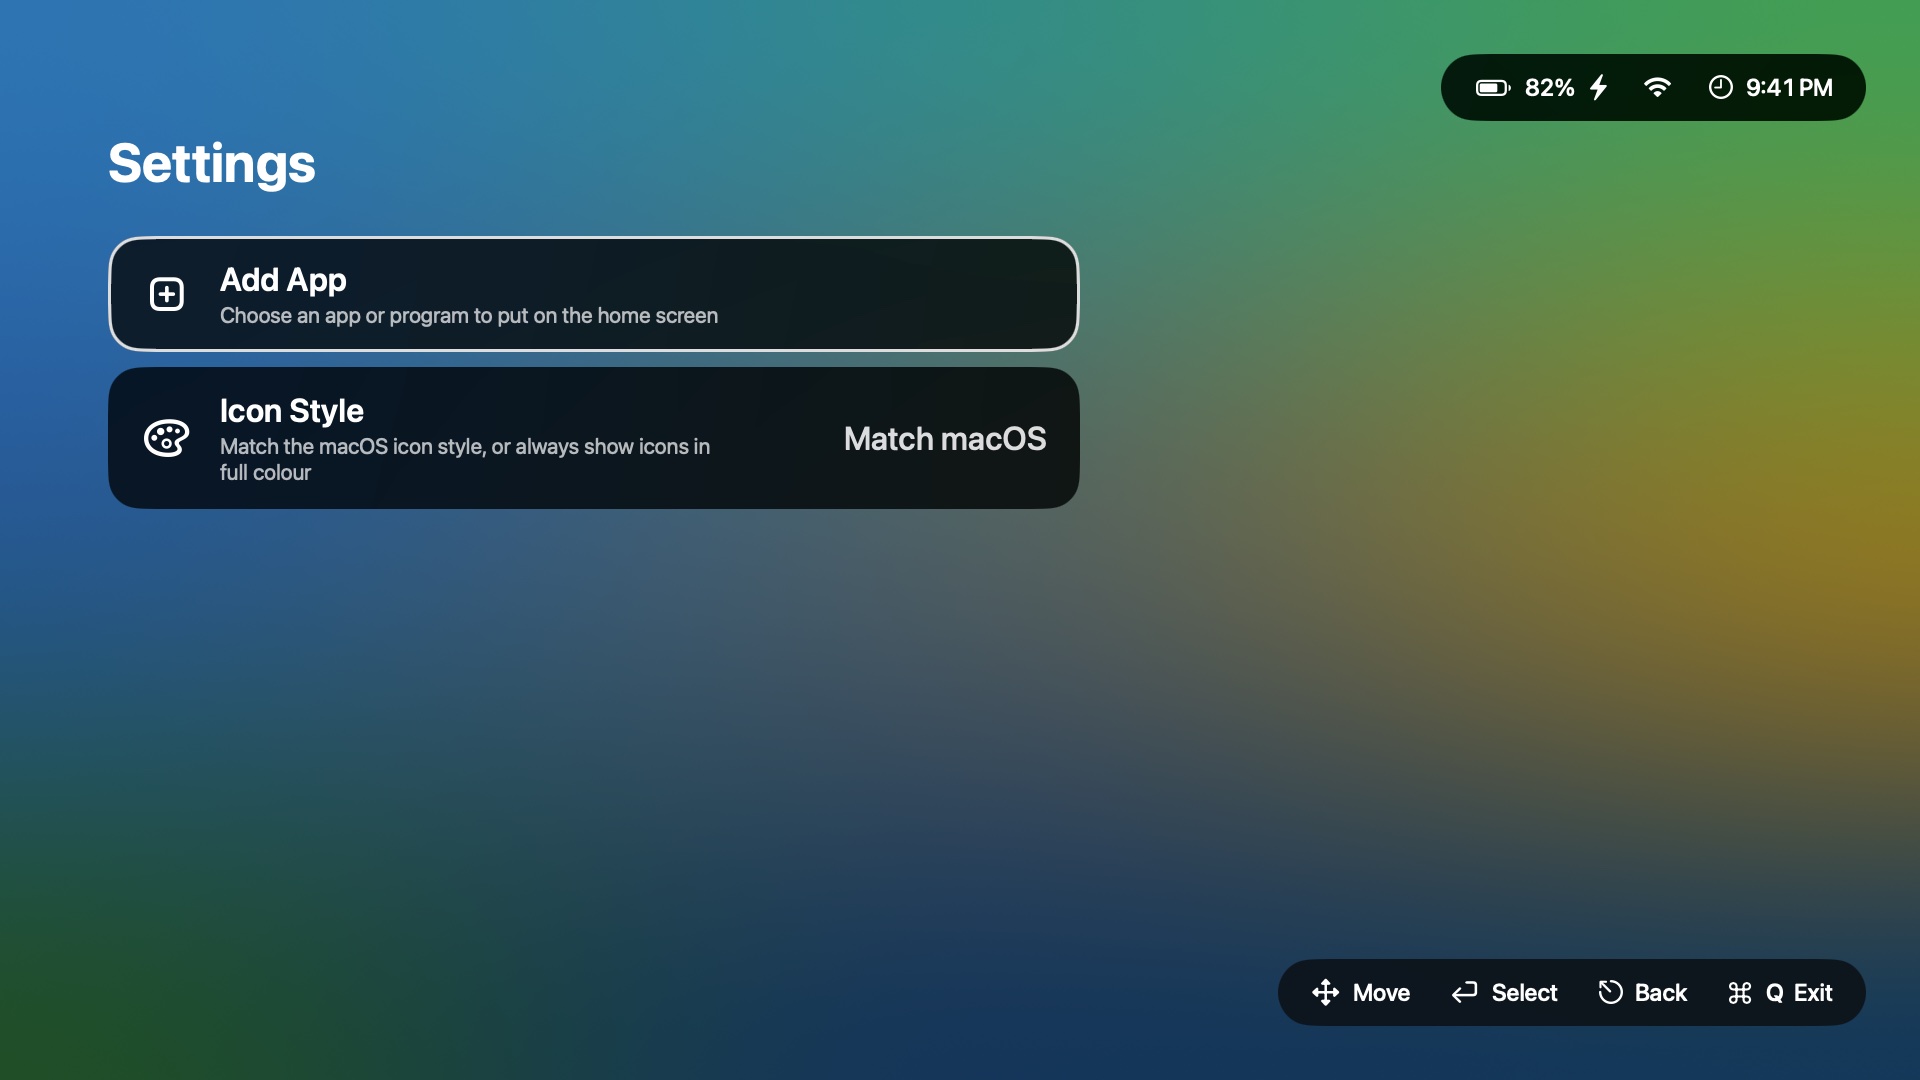 82%
9:41 PM
Settings
Add App
Choose an app or program to put on the home screen
Icon Style
Match the macOS icon style, or always show icons in
full colour
Match macOS
Move
Select
Back
⌘ Q Exit